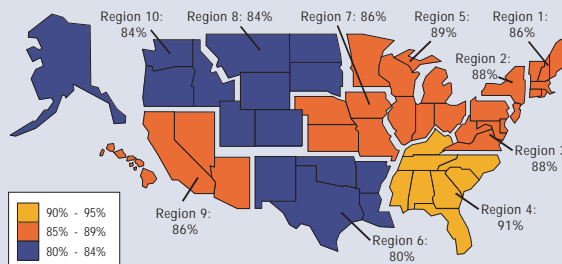 Region 10:
84%
Region 8: 84%
Region 7: 86%
Region 5:
89%
Region 1:
86%
Region 2:
88%
Region 3
88%
Region 4:
91%
Region 6:
80%
Region 9:
86%
90% - 95%
85% - 89%
80% - 84%